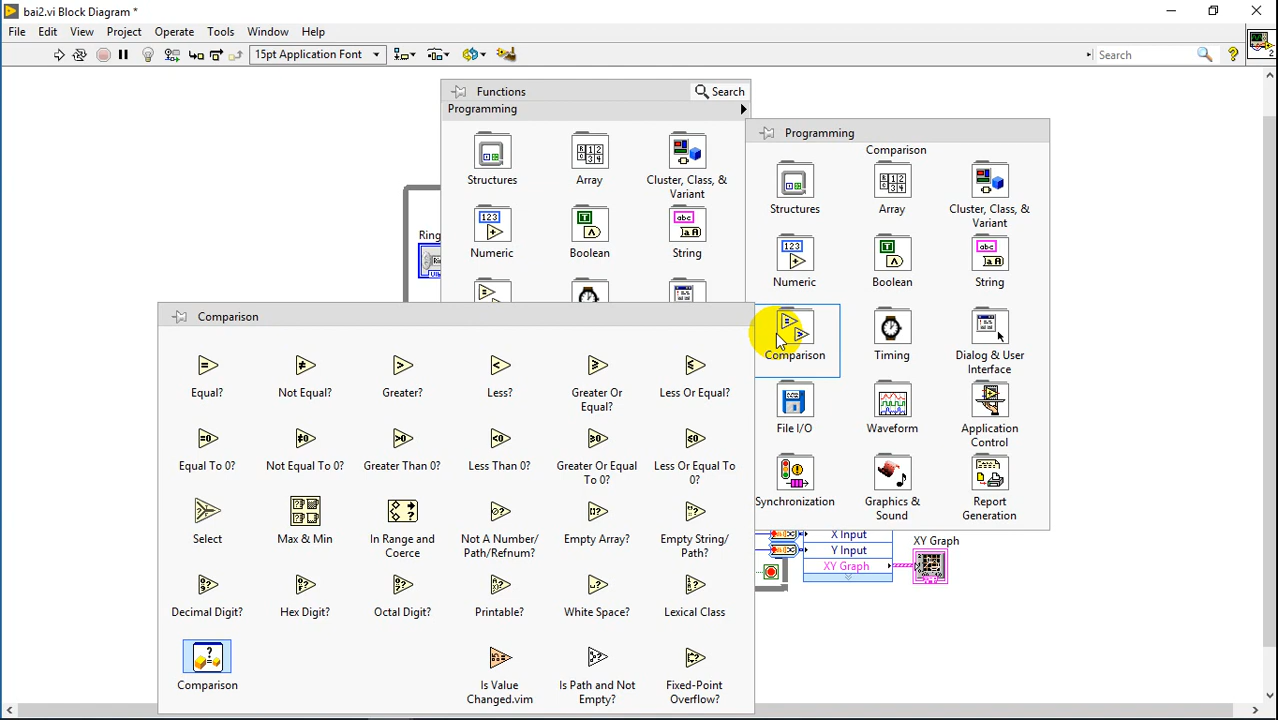 bai2.vi Block Diagram *
File Edit View Project Operate Tools Window Help
15pt Application Font
Search
2
Functions
Search
Programming
Structures
Array
Cluster, Class, &
Variant
Numeric
Boolean
String
Ring
Programming
Comparison
Structures
Array
Cluster, Class, &
Variant
Numeric
Boolean
String
Comparison
Timing
Dialog & User
Interface
File I/O
Waveform
Application
Control
Synchronization
Graphics &
Sound
Report
Generation
Comparison
Equal?
Not Equal?
Greater?
Less?
Greater Or
Equal?
Less Or Equal?
Equal To 0?
Not Equal To 0?
Greater Than 0?
Less Than 0?
Greater Or Equal
To 0?
Less Or Equal To
0?
Select
Max & Min
In Range and
Coerce
Not A Number/
Path/Refnum?
Empty Array?
Empty String/
Path?
Decimal Digit?
Hex Digit?
Octal Digit?
Printable?
White Space?
Lexical Class
Comparison
Is Value
Changed.vim
Is Path and Not
Empty?
Fixed-Point
Overflow?
X Input
Y Input
XY Graph
XY Graph